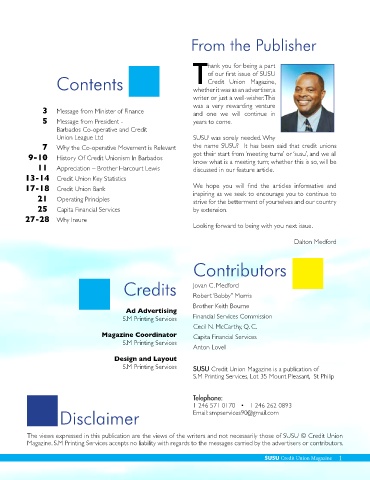 From the Publisher
Thank you for being a part
of our first issue of SUSU
Credit Union Magazine,
whether it was as an advertiser, a
writer or just a well-wisher. This
was a very rewarding venture
and one we will continue in
years to come.
SUSU was sorely needed. Why
the name SUSU? It has been said that credit unions
got their start from 'meeting turns' or 'susu', and we all
know what is a meeting turn; whether this is so, will be
discussed in our feature article.
We hope you will find the articles informative and
inspiring as we seek to encourage you to continue to
strive for the betterment of yourselves and our country
by extension.
Looking forward to being with you next issue.
Dalton Medford
Contents
3 Message from Minister of Finance
5 Message from President -
Barbados Co-operative and Credit
Union League Ltd
7 Why the Co-operative Movement is Relevant
9-10 History Of Credit Unionism In Barbados
11 Appreciation – Brother Harcourt Lewis
13-14 Credit Union Key Statistics
17-18 Credit Union Bank
21 Operating Principles
25 Capita Financial Services
27-28 Why Insure
Credits
Ad Advertising
S.M Printing Services
Magazine Coordinator
S.M Printing Services
Design and Layout
S.M Printing Services
Contributors
Jovan C. Medford
Robert 'Bobby" Morris
Brother Keith Bourne
Financial Services Commission
Cecil N. McCarthy, Q. C.
Capita Financial Services
Anton Lovell
SUSU Credit Union Magazine is a publication of
S.M Printing Services, Lot 35 Mount Pleasant, St Philip
Telephone:
1 246 571 0170 • 1 246 262 0893
Email: smpservices90@gmail.com
Disclaimer
The views expressed in this publication are the views of the writers and not necessarily those of SUSU © Credit Union
Magazine. S.M Printing Services accepts no liability with regards to the messages carried by the advertisers or contributors.
SUSU Credit Union Magazine 1